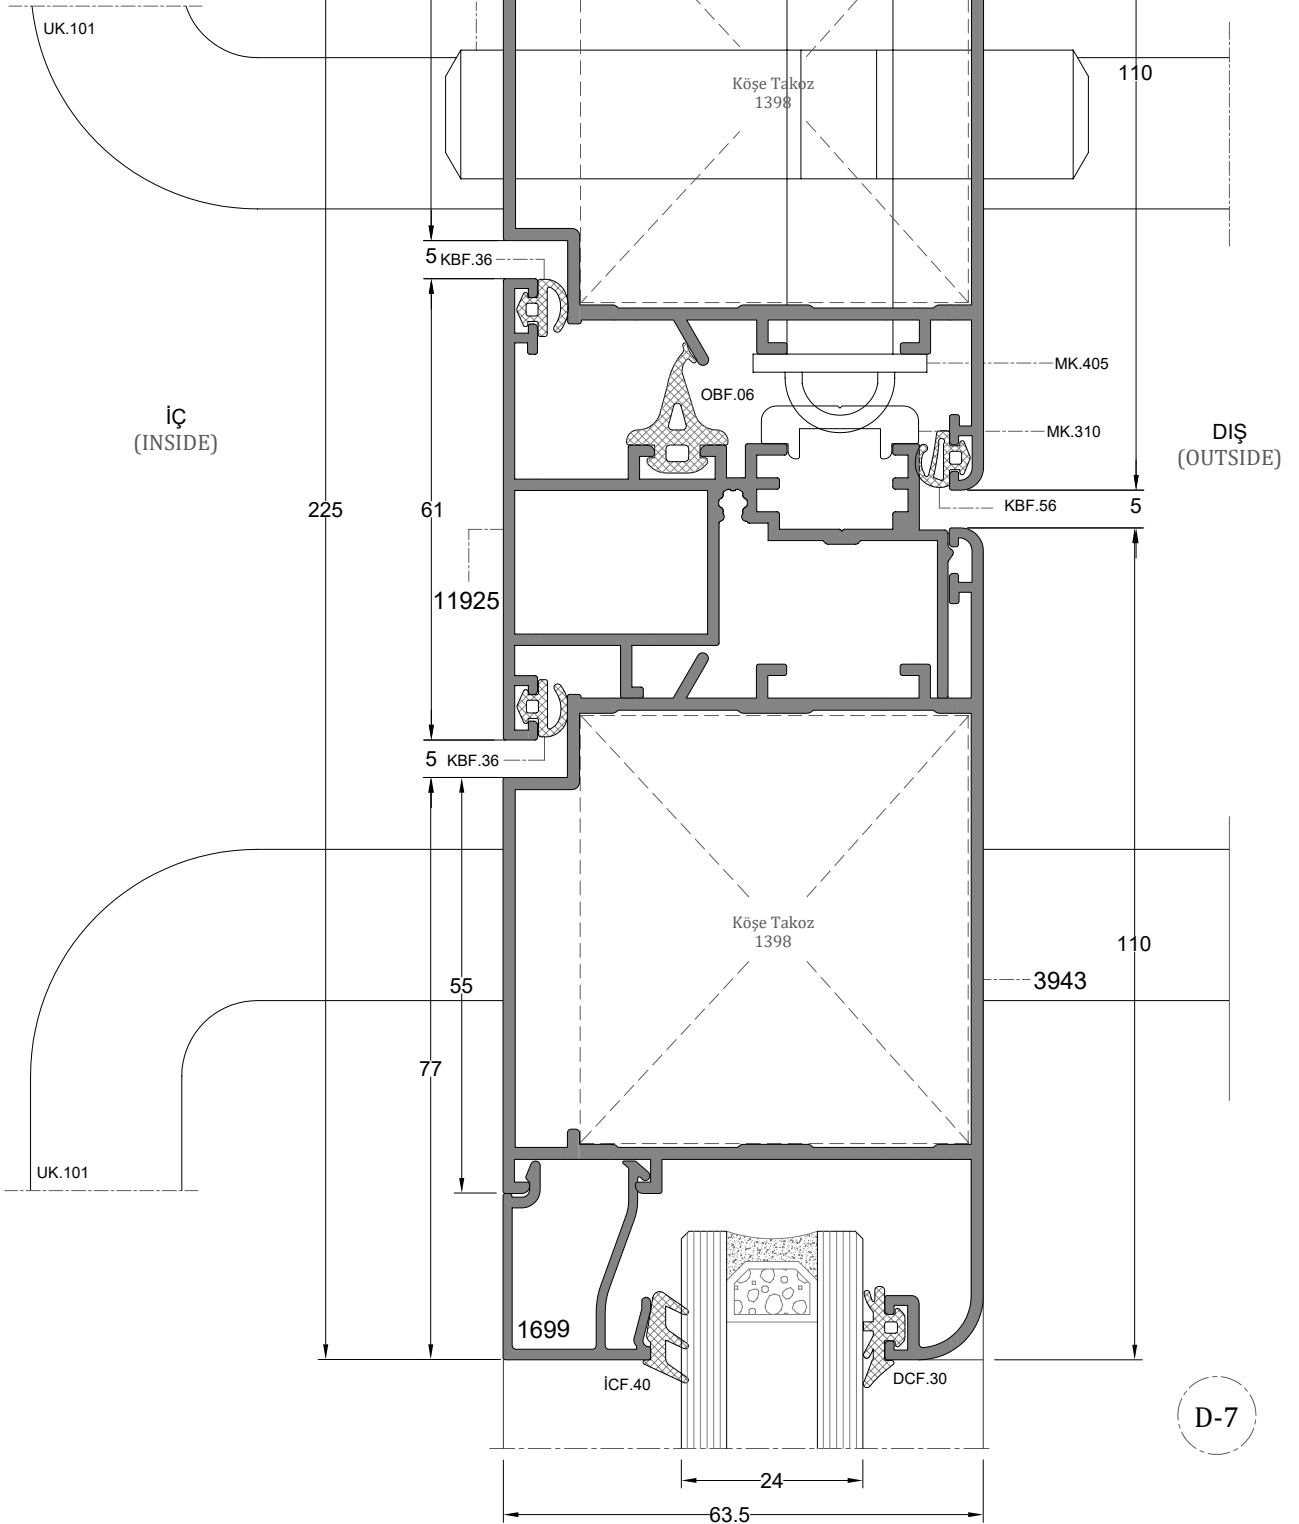 UK.101
110
Köşe Takoz
1398
5
KBF.36
MK.405
OBF.06
İÇ
(INSIDE)
MK.310
DIŞ
(OUTSIDE)
225
61
KBF.56
5
11925
5
KBF.36
Köşe Takoz
1398
110
55
3943
77
UK.101
1699
İCF.40
DCF.30
D-7
24
63.5